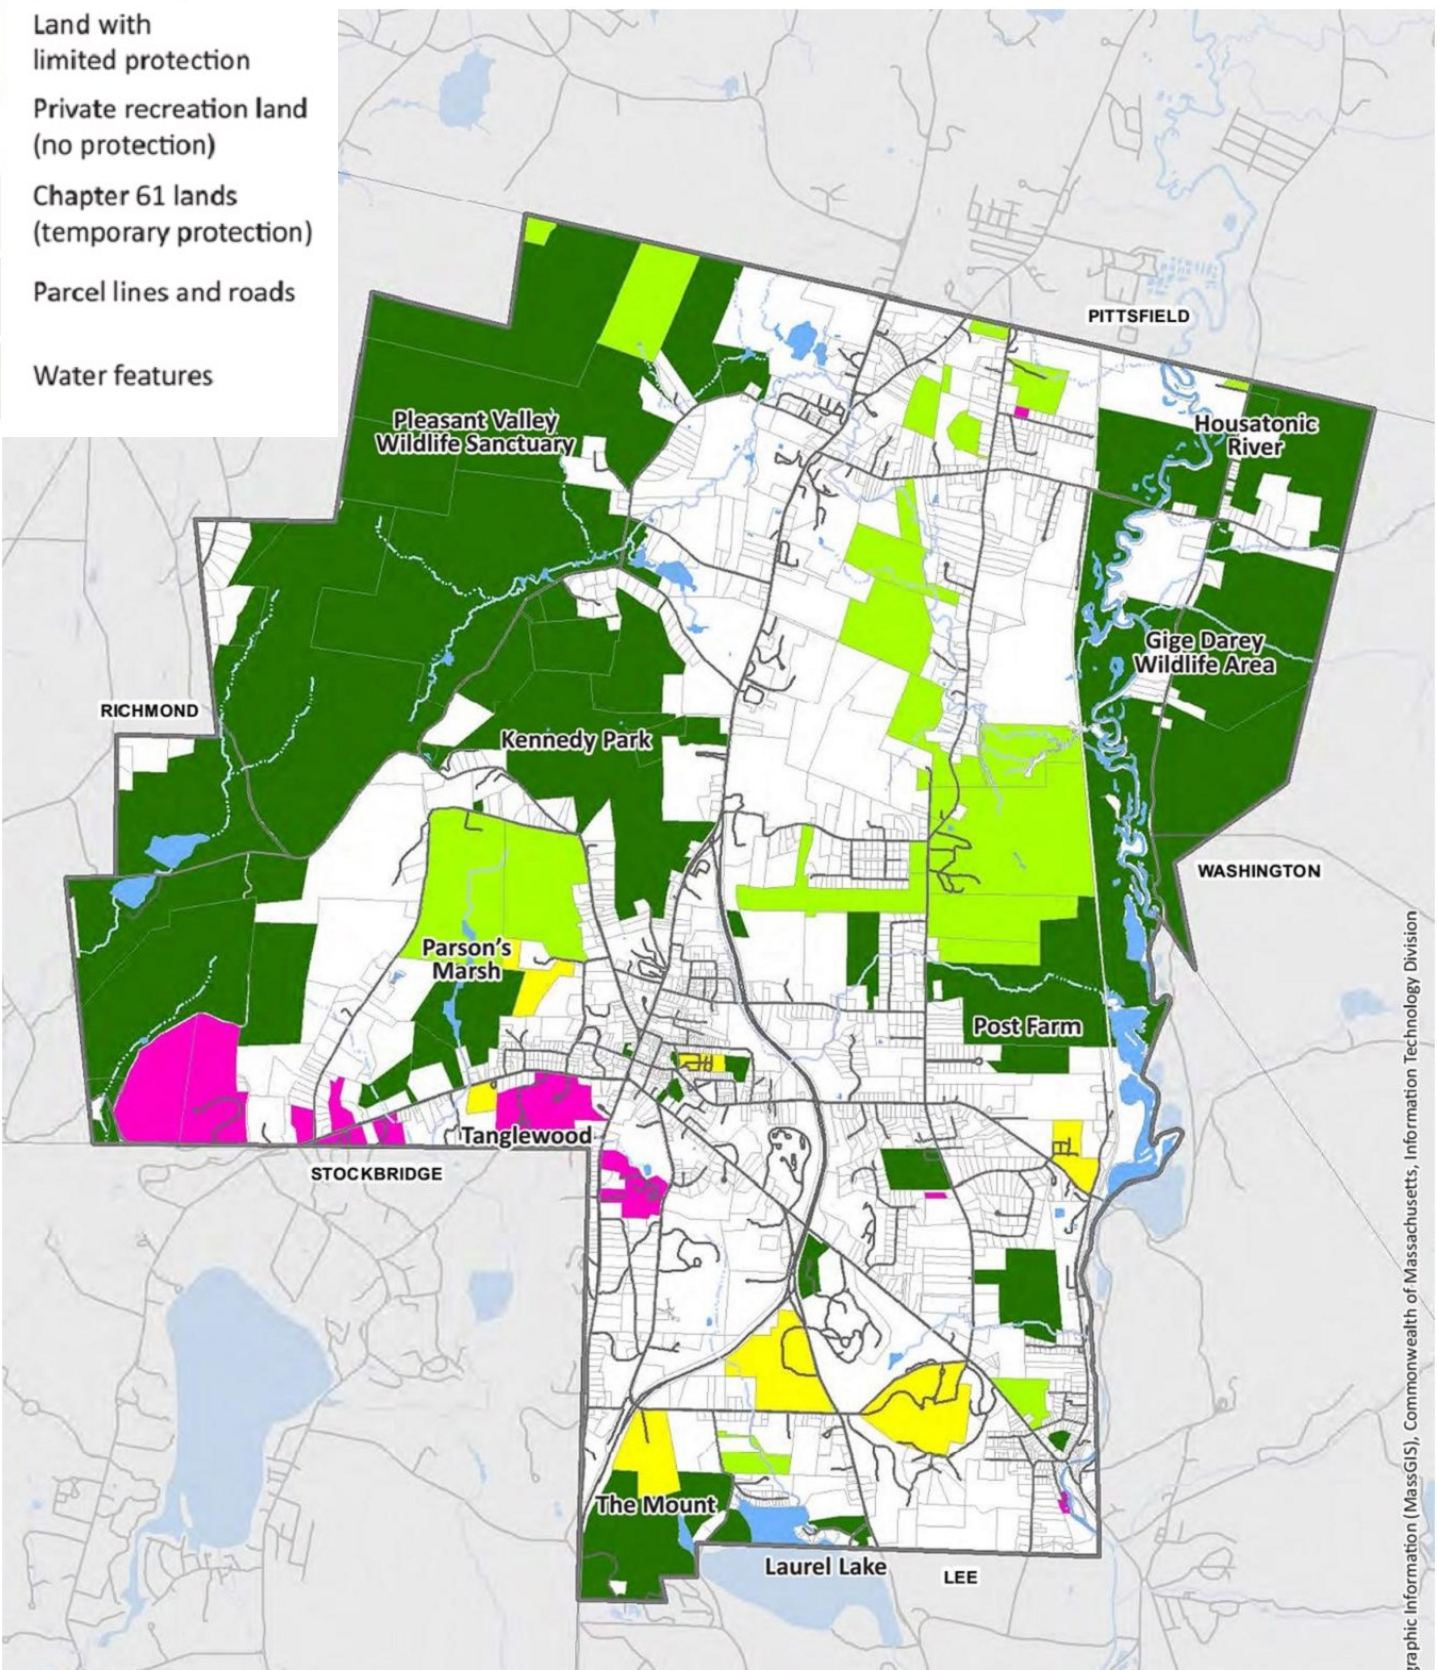 Land with
limited protection
Private recreation land
(no protection)
Chapter 61 lands
(temporary protection)
Parcel lines and roads
Water features
PITTSFIELD
Pleasant Valley
Wildlife Sanctuary
Housatonic
River
Gige Darey
Wildlife Area
RICHMOND
Kennedy Park
WASHINGTON
Parson's
Marsh
Post Farm
Tanglewood
STOCKBRIDGE
The Mount
Laurel Lake
LEE
graphic Information (MassGIS), Commonwealth of Massachusetts, Information Technology Division